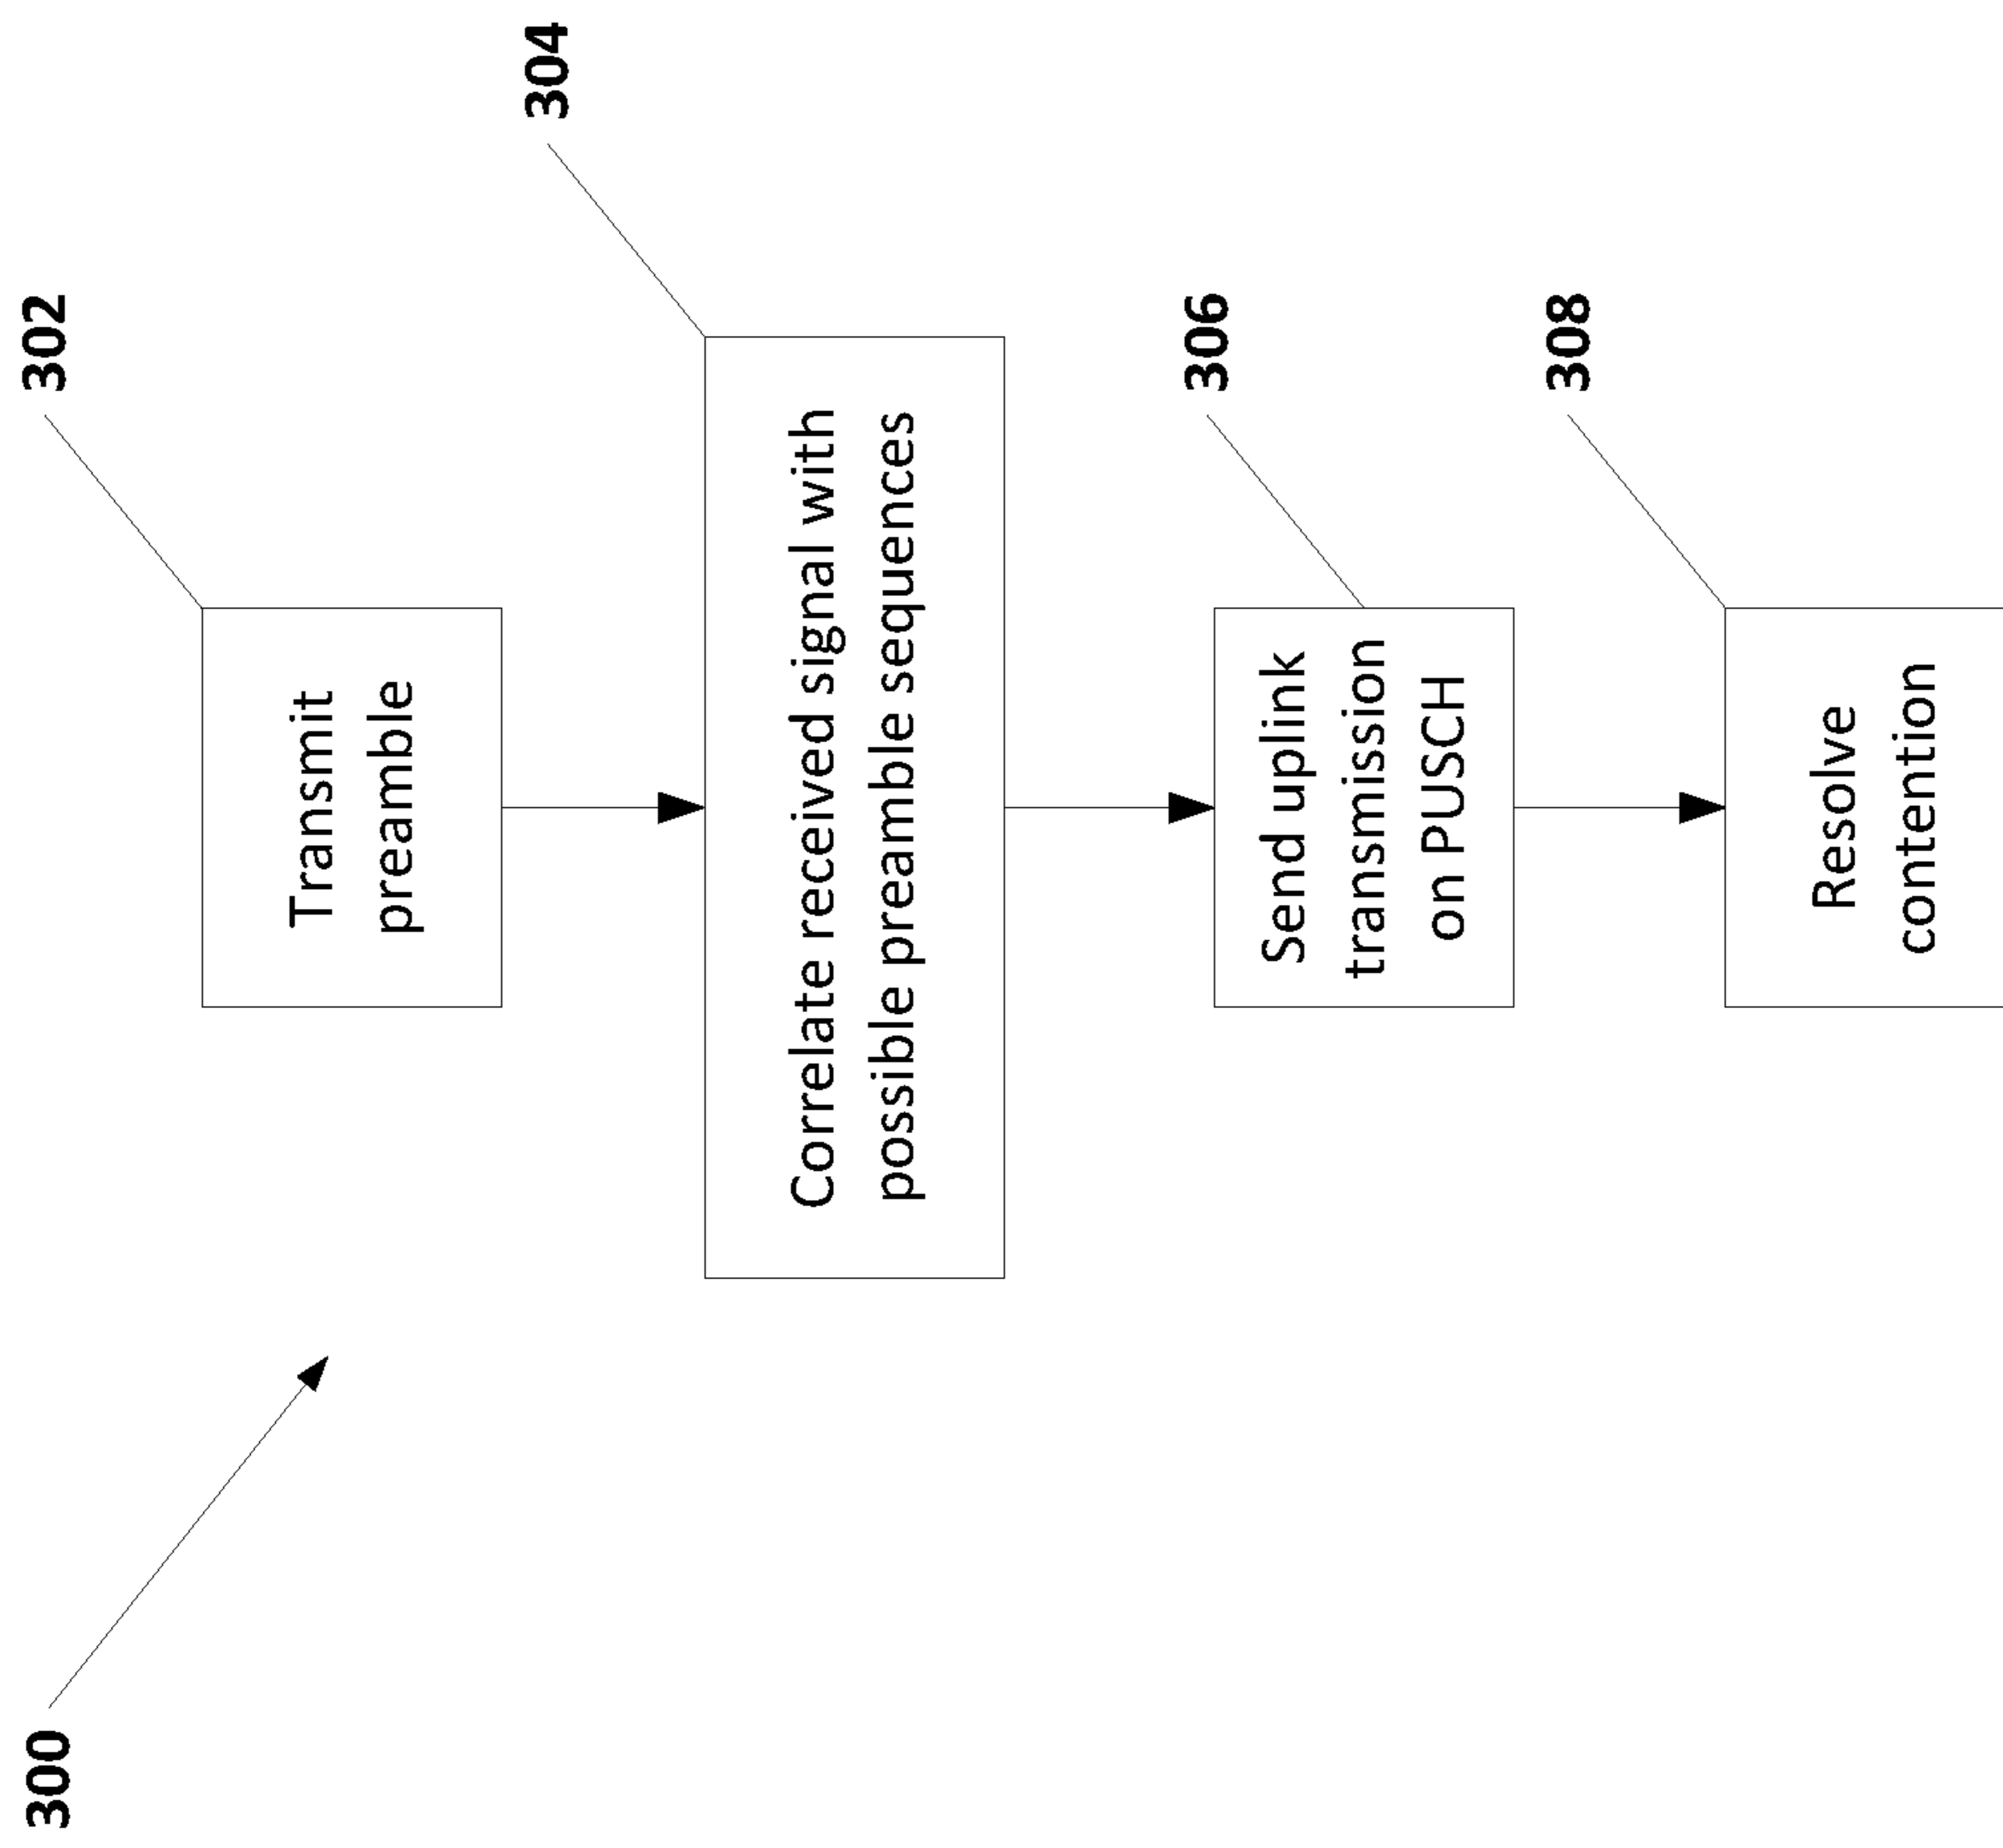 300
302
Transmit
preamble
304
Correlate received signal with
possible preamble sequences
306
Send uplink
transmission
on PUSCH
308
Resolve
contention